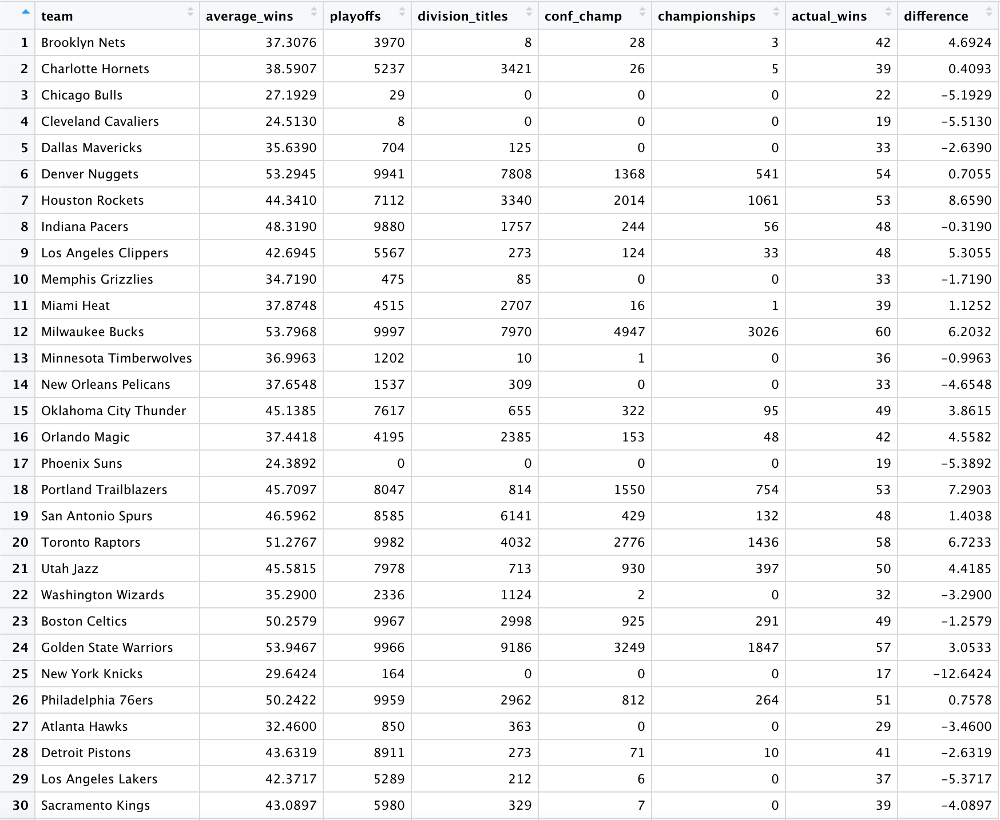 team average_wins playoffs division_titles conf_champ championships actual_wins difference
1 Brooklyn Nets 37.3076 3970 8 28 3 42 4.6924
2 Charlotte Hornets 38.5907 5237 3421 26 5 39 0.4093
3 Chicago Bulls 27.1929 29 0 0 0 22 −5.1929
4 Cleveland Cavaliers 24.5130 8 0 0 0 19 −5.5130
5 Dallas Mavericks 35.6390 704 125 0 0 33 −2.6390
6 Denver Nuggets 53.2945 9941 7808 1368 541 54 0.7055
7 Houston Rockets 44.3410 7112 3340 2014 1061 53 8.6590
8 Indiana Pacers 48.3190 9880 1757 244 56 48 −0.3190
9 Los Angeles Clippers 42.6945 5567 273 124 33 48 5.3055
10 Memphis Grizzlies 34.7190 475 85 0 0 33 −1.7190
11 Miami Heat 37.8748 4515 2707 16 1 39 1.1252
12 Milwaukee Bucks 53.7968 9997 7970 4947 3026 60 6.2032
13 Minnesota Timberwolves 36.9963 1202 10 1 0 36 −0.9963
14 New Orleans Pelicans 37.6548 1537 309 0 0 33 −4.6548
15 Oklahoma City Thunder 45.1385 7617 655 322 95 49 3.8615
16 Orlando Magic 37.4418 4195 2385 153 48 42 4.5582
17 Phoenix Suns 24.3892 0 0 0 0 19 −5.3892
18 Portland Trailblazers 45.7097 8047 814 1550 754 53 7.2903
19 San Antonio Spurs 46.5962 8585 6141 429 132 48 1.4038
20 Toronto Raptors 51.2767 9982 4032 2776 1436 58 6.7233
21 Utah Jazz 45.5815 7978 713 930 397 50 4.4185
22 Washington Wizards 35.2900 2336 1124 2 0 32 −3.2900
23 Boston Celtics 50.2579 9967 2998 925 291 49 −1.2579
24 Golden State Warriors 53.9467 9966 9186 3249 1847 57 3.0533
25 New York Knicks 29.6424 164 0 0 0 17 −12.6424
26 Philadelphia 76ers 50.2422 9959 2962 812 264 51 0.7578
27 Atlanta Hawks 32.4600 850 363 0 0 29 −3.4600
28 Detroit Pistons 43.6319 8911 273 71 10 41 −2.6319
29 Los Angeles Lakers 42.3717 5289 212 6 0 37 −5.3717
30 Sacramento Kings 43.0897 5980 329 7 0 39 −4.0897